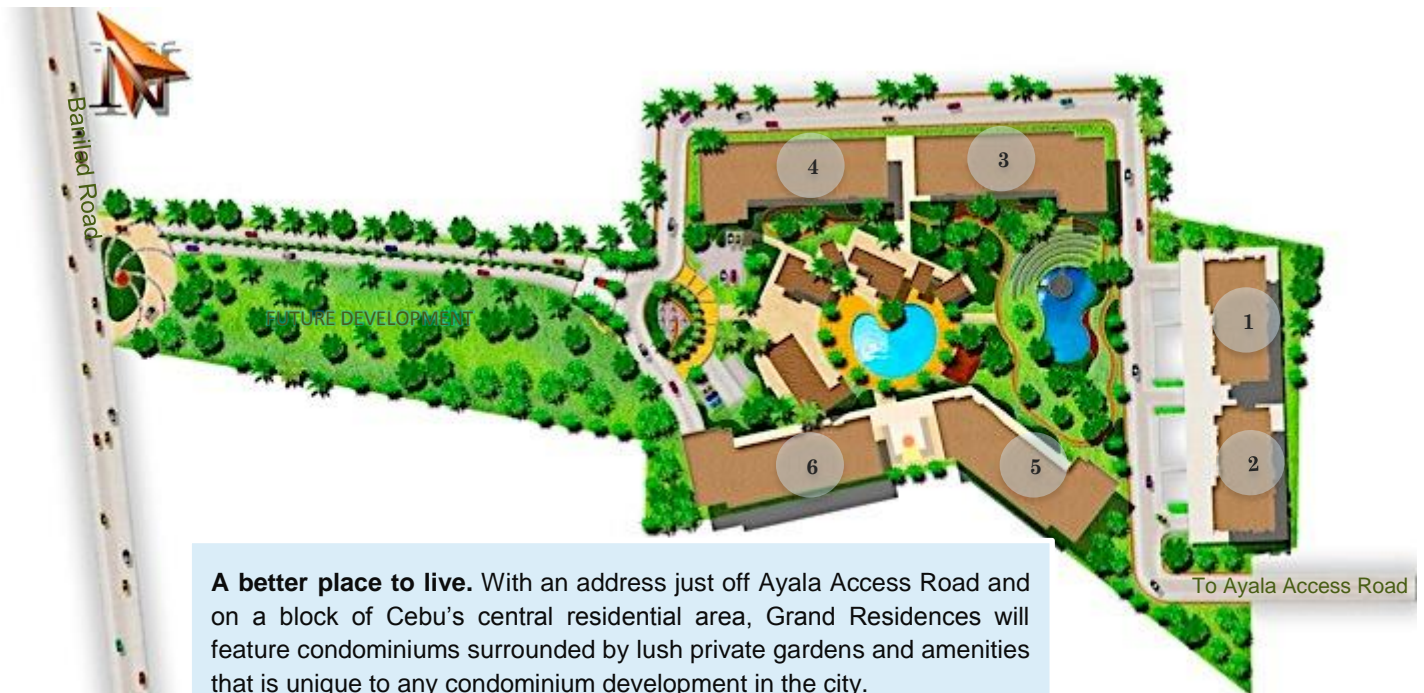 N
Banilad Road
4
3
FUTURE DEVELOPMENT
1
6
5
2
To Ayala Access Road
A better place to live. With an address just off Ayala Access Road and
on a block of Cebu’s central residential area, Grand Residences will
feature condominiums surrounded by lush private gardens and amenities
that is unique to any condominium development in the city.